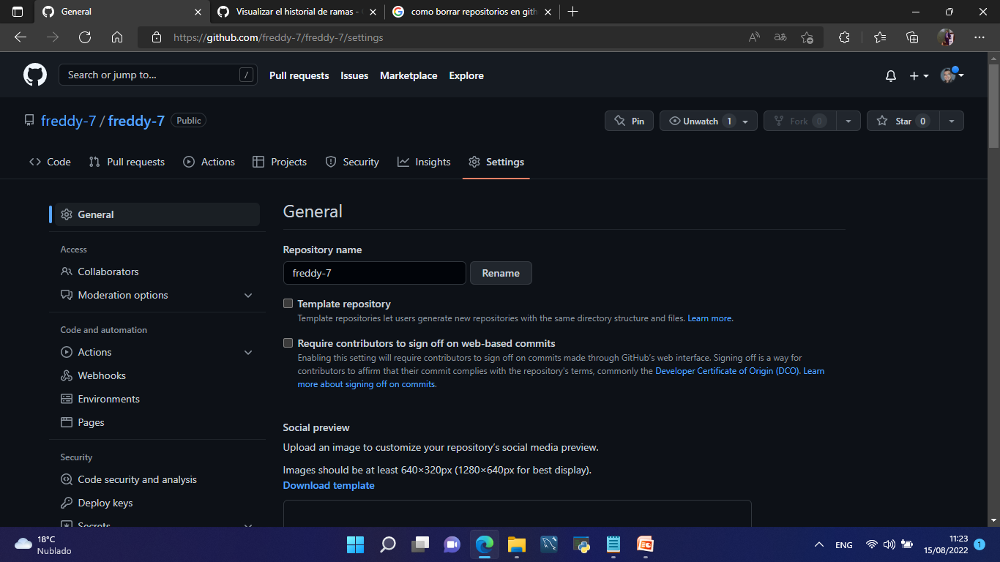 General
Visualizar el historial de ramas -
como borrar repositorios en gith
https://github.com/freddy-7/freddy-7/settings
Search or jump to... /
Pull requests Issues Marketplace Explore
freddy-7 / freddy-7 Public
Pin
Unwatch 1
Fork 0
Star 0
Code
Pull requests
Actions
Projects
Security
Insights
Settings
General
Access
Collaborators
Moderation options
Code and automation
Actions
Webhooks
Environments
Pages
Security
Code security and analysis
Deploy keys
Secrets
General
Repository name
freddy-7
Rename
Template repository
Template repositories let users generate new repositories with the same directory structure and files. Learn more.
Require contributors to sign off on web-based commits
Enabling this setting will require contributors to sign off on commits made through GitHub's web interface. Signing off is a way for
contributors to affirm that their commit complies with the repository's terms, commonly the Developer Certificate of Origin (DCO). Learn
more about signing off on commits.
Social preview
Upload an image to customize your repository's social media preview.
Images should be at least 640×320px (1280×640px for best display).
Download template
18°C
Nublado
ENG
11:23
15/08/2022
1